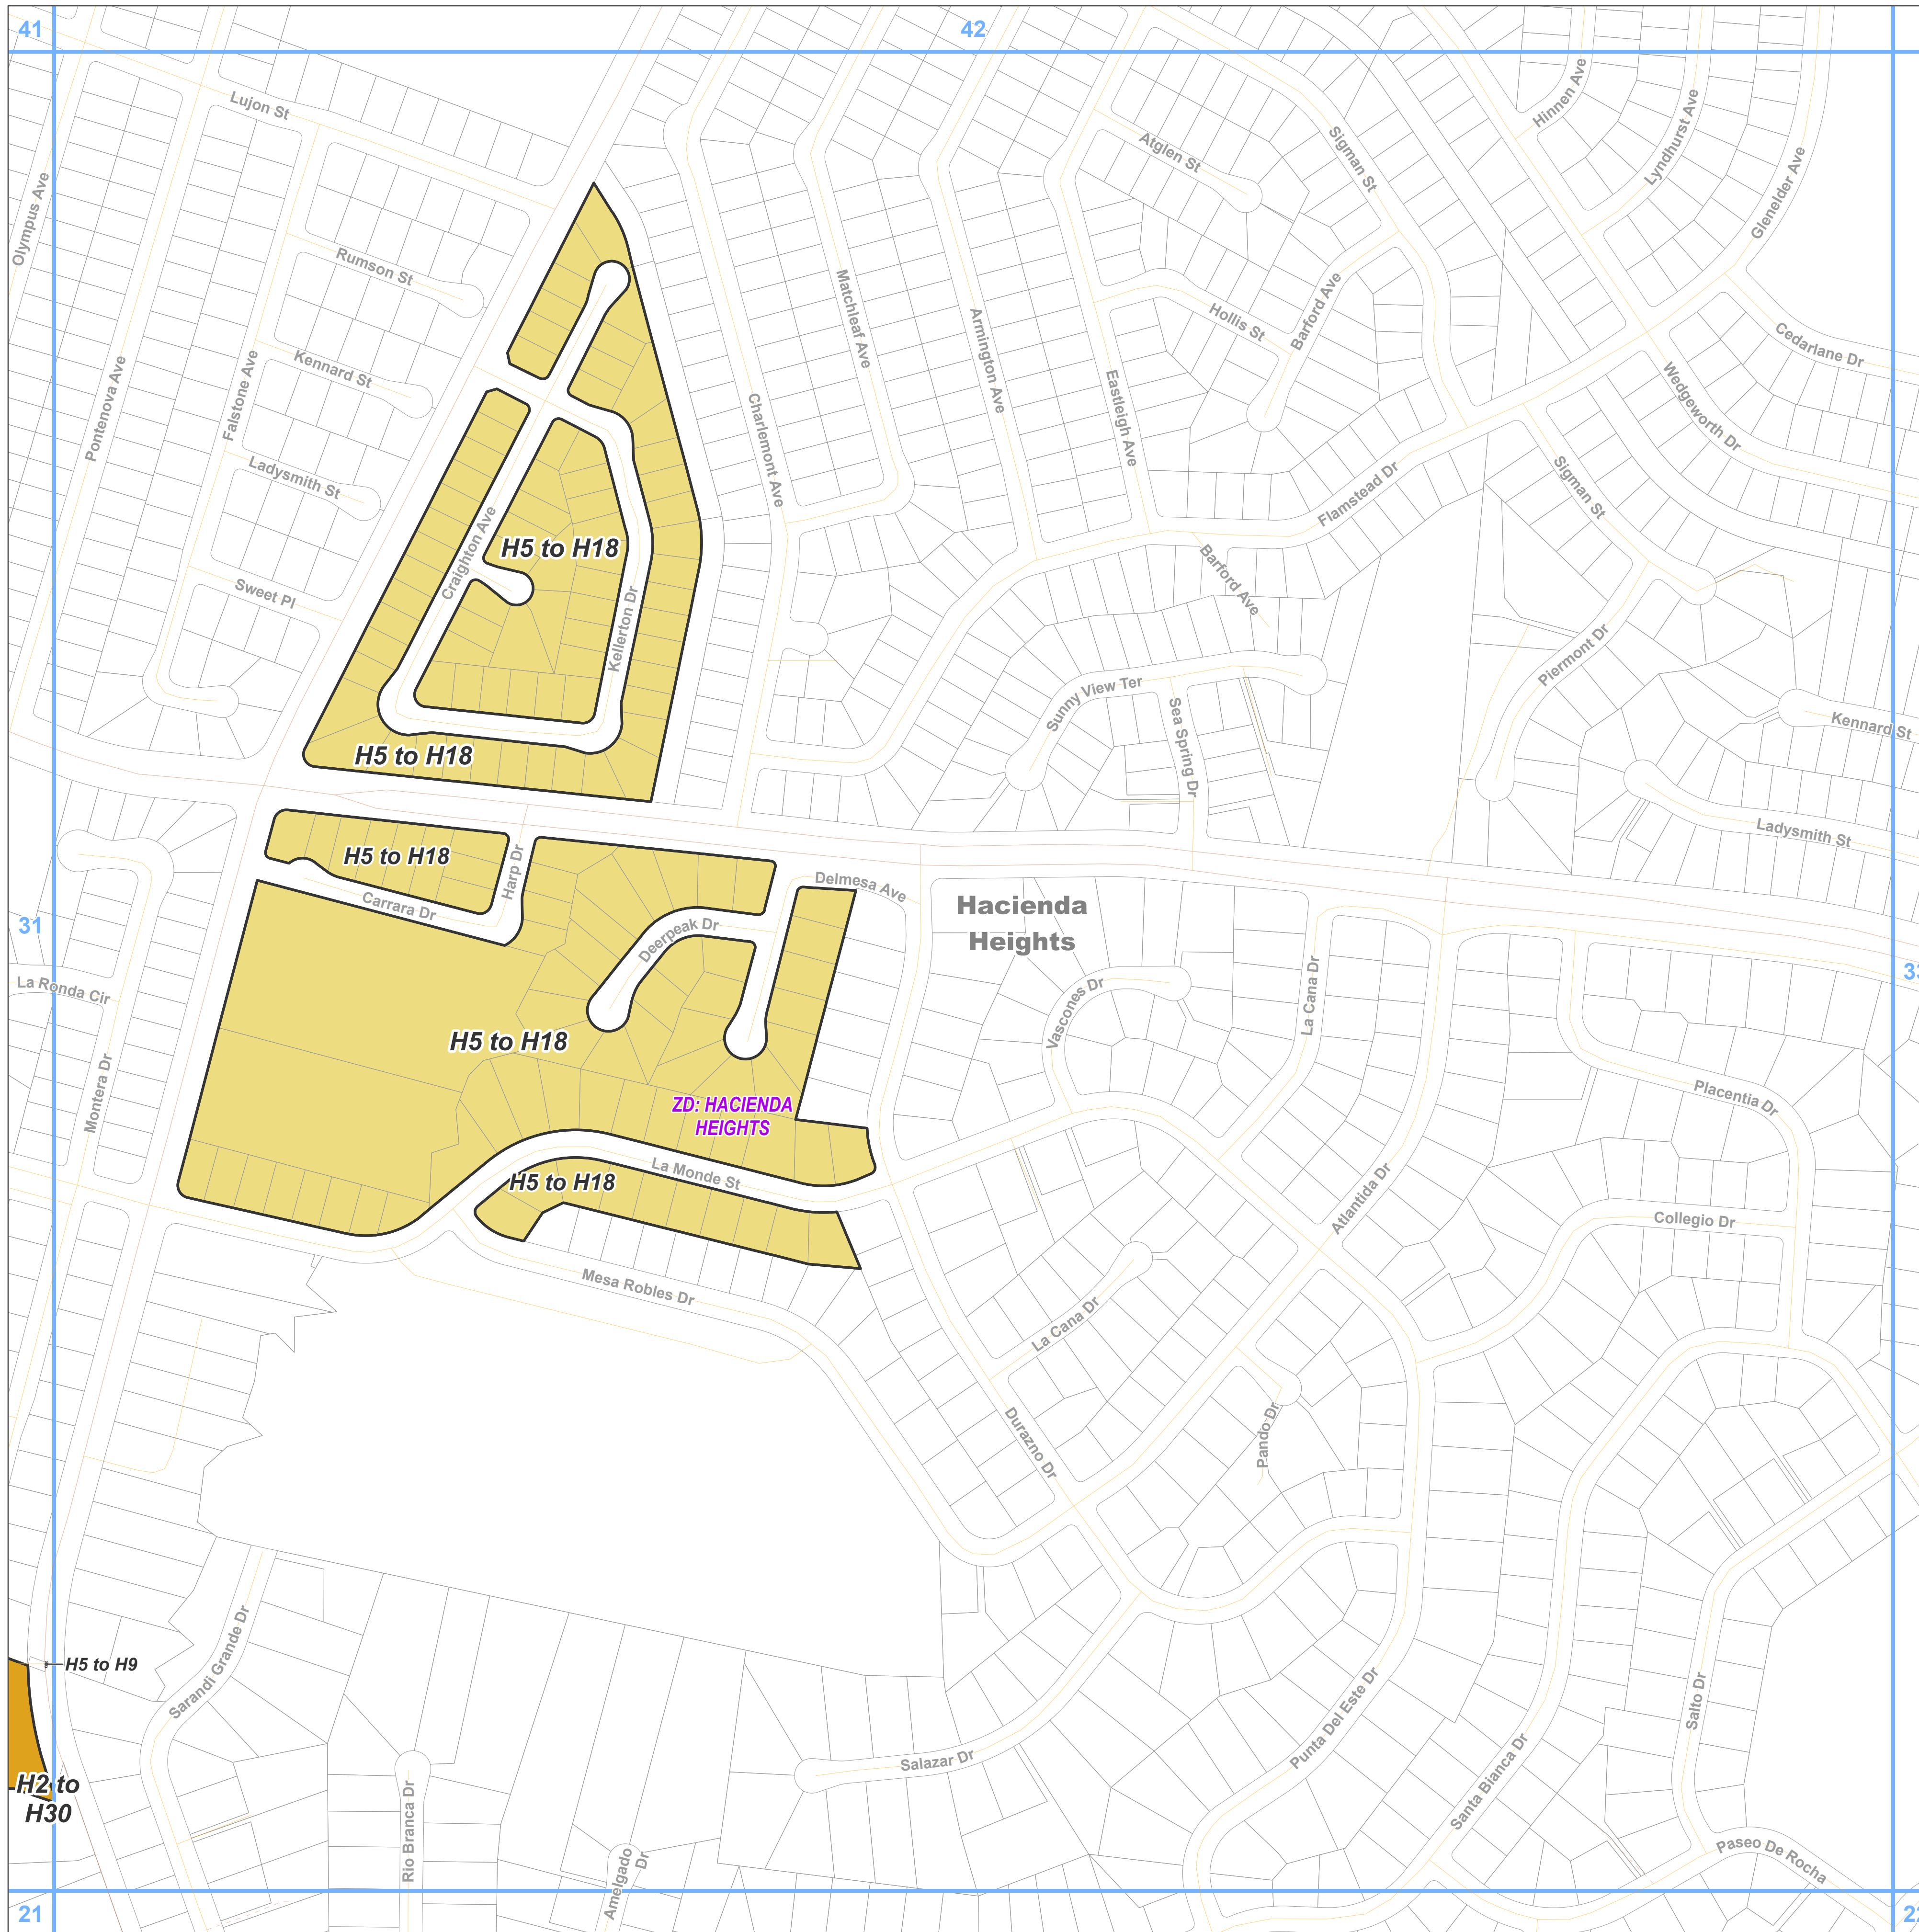 41
42
Hinnen Ave
Lujon St
Lyndhurst Ave
Atglen St
Sigman St
Glenelder Ave
Olympus Ave
Rumson St
Matchleaf Ave
Hollis St
Barford Ave
Armington Ave
Cedarlane Dr
Kennard St
Pontenova Ave
Falstone Ave
Eastleigh Ave
Wedgeworth Dr
Charlemont Ave
Ladysmith St
Flamstead Dr
Sigman St
Craighton Ave
H5 to H18
Barford Ave
Sweet Pl
Kellerton Dr
Piermont Dr
Sunny View Ter
Sea Spring Dr
Kennard St
H5 to H18
Ladysmith St
H5 to H18
Harp Dr
Delmesa Ave
Carrara Dr
Hacienda
Heights
31
Deerpeak Dr
33
La Ronda Cir
Vascones Dr
La Cana Dr
H5 to H18
Montera Dr
ZD: HACIENDA
HEIGHTS
Placentia Dr
La Monde St
H5 to H18
Atlantida Dr
Collegio Dr
Mesa Robles Dr
La Cana Dr
Durazno Dr
Pando Dr
Sarandi Grande Dr
H5 to H9
Salto Dr
Punta Del Este Dr
Salazar Dr
Santa Bianca Dr
H2 to
H30
Rio Branca Dr
Amelgado
Dr
Paseo De Rocha
21